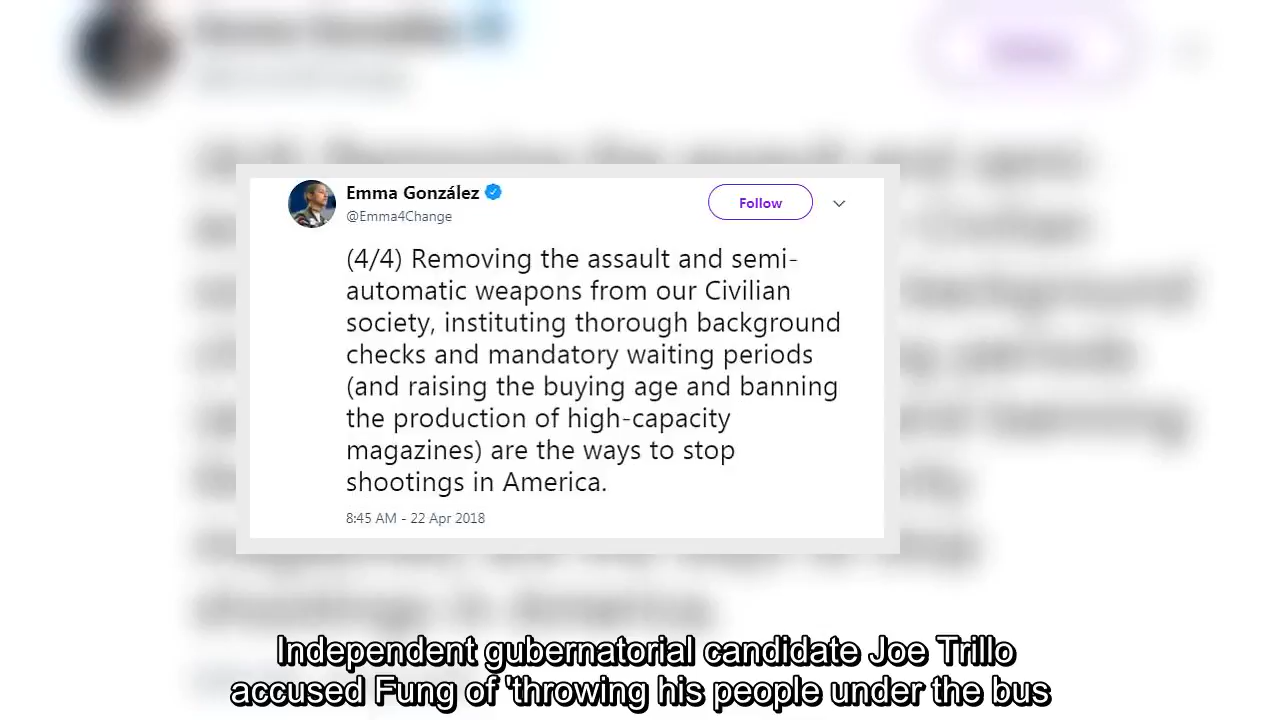 Emma González
@Emma4Change
Follow
(4/4) Removing the assault and semi-
automatic weapons from our Civilian
society, instituting thorough background
checks and mandatory waiting periods
(and raising the buying age and banning
the production of high-capacity
magazines) are the ways to stop
shootings in America.
8:45 AM - 22 Apr 2018
Independent gubernatorial candidate Joe Trillo
accused Fung of 'throwing his people under the bus